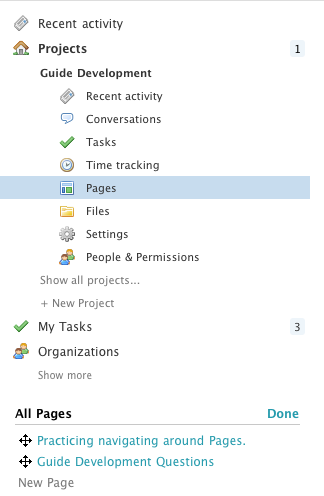 Recent activity
Projects 1
Guide Development
Recent activity
Conversations
Tasks
Time tracking
Pages
Files
Settings
People & Permissions
Show all projects...
+ New Project
My Tasks 3
Organizations
Show more
All Pages Done
Practicing navigating around Pages.
Guide Development Questions
New Page